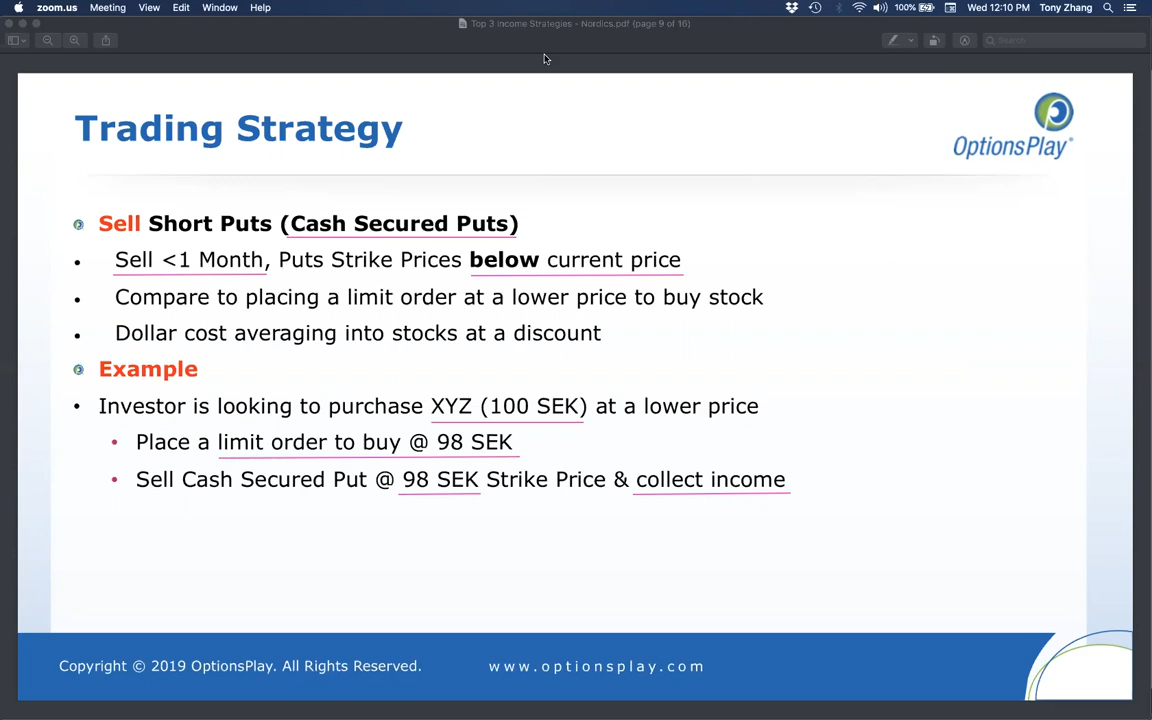 zoom.us Meeting View Edit Window Help 100% Wed 12:10 PM Tony Zhang
Top 3 Income Strategies - Nordics.pdf (page 9 of 16)
Search
Trading Strategy
OptionsPlay
Sell Short Puts (Cash Secured Puts)
• Sell <1 Month, Puts Strike Prices below current price
• Compare to placing a limit order at a lower price to buy stock
• Dollar cost averaging into stocks at a discount
Example
• Investor is looking to purchase XYZ (100 SEK) at a lower price
• Place a limit order to buy @ 98 SEK
• Sell Cash Secured Put @ 98 SEK Strike Price & collect income
Copyright © 2019 OptionsPlay. All Rights Reserved. www.optionsplay.com